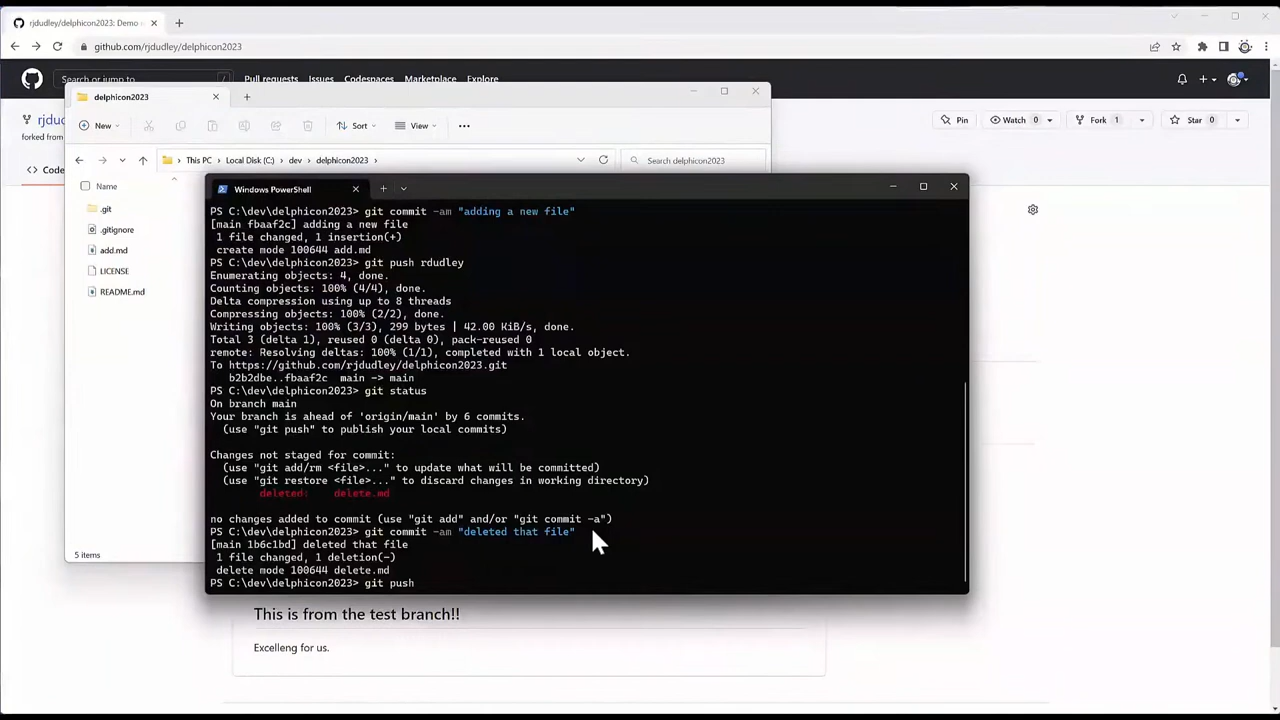 rjdudley/delphicon2023: Demo
github.com/rjdudley/delphicon2023
Search or jump to...
/
Pull requests
Issues
Codespaces
Marketplace
Explore
delphicon2023
rjdu
forked from
Pin
Watch 0
Fork 1
Star 0
New
Sort
View
This PC > Local Disk (C:) > dev > delphicon2023 >
Search delphicon2023
Code
Name
.git
.gitignore
add.md
LICENSE
README.md
5 items
Windows PowerShell
PS C:\dev\delphicon2023> git commit -am "adding a new file"
[main fbaaf2c] adding a new file
1 file changed, 1 insertion(+)
create mode 100644 add.md
PS C:\dev\delphicon2023> git push rdudley
Enumerating objects: 4, done.
Counting objects: 100% (4/4), done.
Delta compression using up to 8 threads
Compressing objects: 100% (2/2), done.
Writing objects: 100% (3/3), 299 bytes | 42.00 KiB/s, done.
Total 3 (delta 1), reused 0 (delta 0), pack-reused 0
remote: Resolving deltas: 100% (1/1), completed with 1 local object.
To https://github.com/rjdudley/delphicon2023.git
b2b2dbe..fbaaf2c  main -> main
PS C:\dev\delphicon2023> git status
On branch main
Your branch is ahead of 'origin/main' by 6 commits.
(use "git push" to publish your local commits)
Changes not staged for commit:
(use "git add/rm <file>..." to update what will be committed)
(use "git restore <file>..." to discard changes in working directory)
deleted:    delete.md
no changes added to commit (use "git add" and/or "git commit -a")
PS C:\dev\delphicon2023> git commit -am "deleted that file"
[main 1b6c1bd] deleted that file
1 file changed, 1 deletion(-)
delete mode 100644 delete.md
PS C:\dev\delphicon2023> git push
This is from the test branch!!
Excelleng for us.